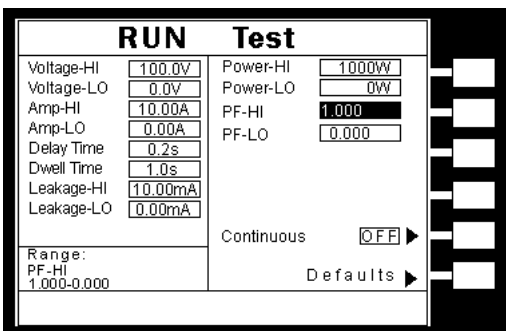 RUN Test
Voltage-HI 100.0V
Voltage-LO 0.0V
Amp-HI 10.00A
Amp-LO 0.00A
Delay Time 0.2s
Dwell Time 1.0s
Leakage-HI 10.00mA
Leakage-LO 0.00mA
Power-HI 1000W
Power-LO 0W
PF-HI 1.000
PF-LO 0.000
Continuous OFF
Defaults
Range:
PF-HI
1.000-0.000